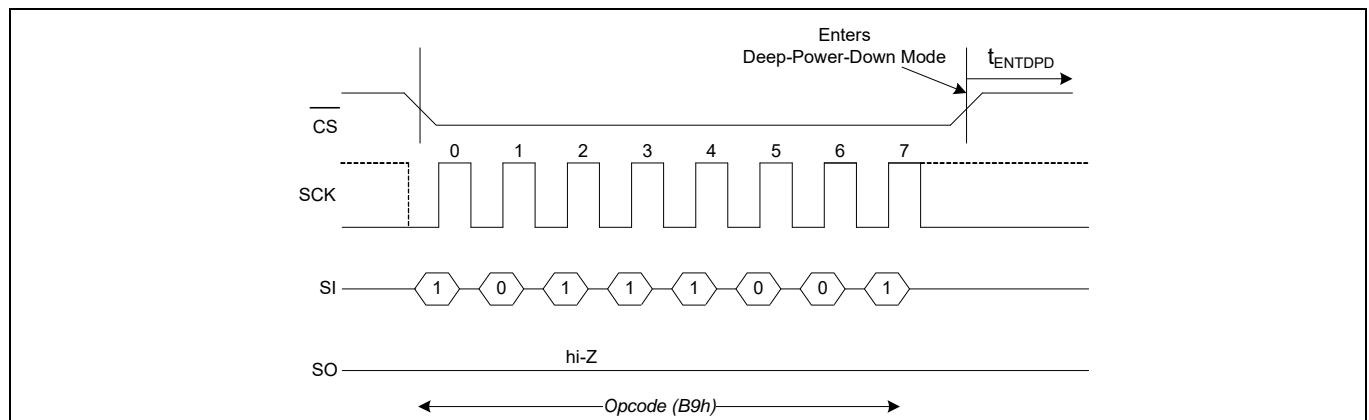 Enters
Deep-Power-Down Mode
tENTDPD
CS
0 1 2 3 4 5 6 7
SCK
SI 1 0 1 1 1 0 0 1
hi-Z
SO
Opcode (B9h)